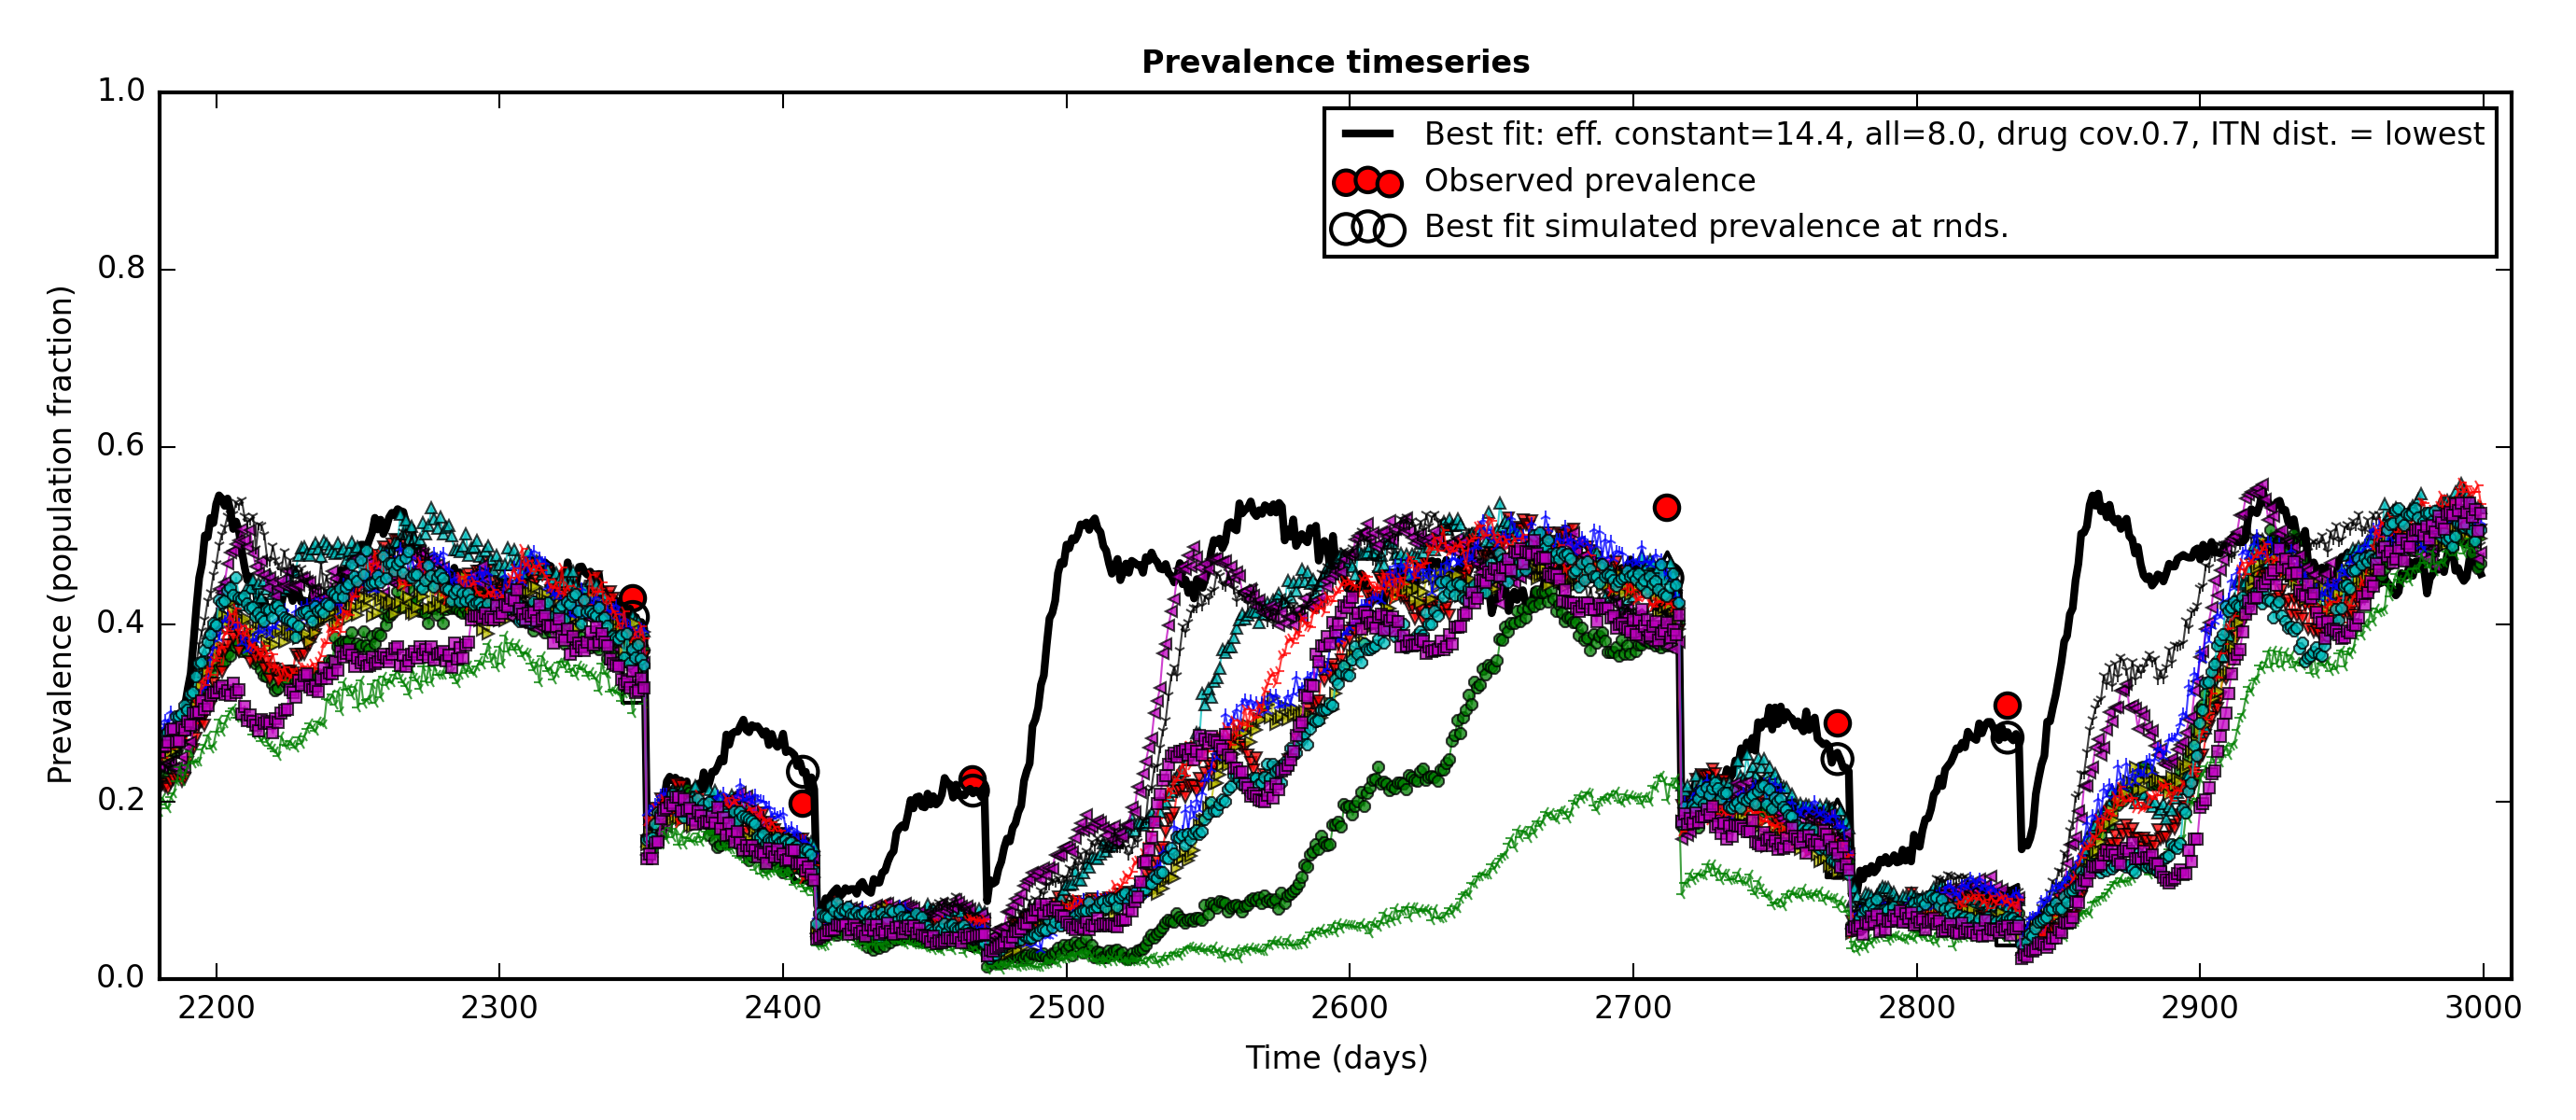 Prevalence timeseries
1.0
0.8
0.6
0.4
0.2
0.0
Prevalence (population fraction)
Best fit: eff. constant=14.4, all=8.0, drug cov.0.7, ITN dist. = lowest
Observed prevalence
Best fit simulated prevalence at rnds.
2200 2300 2400 2500 2600 2700 2800 2900 3000
Time (days)